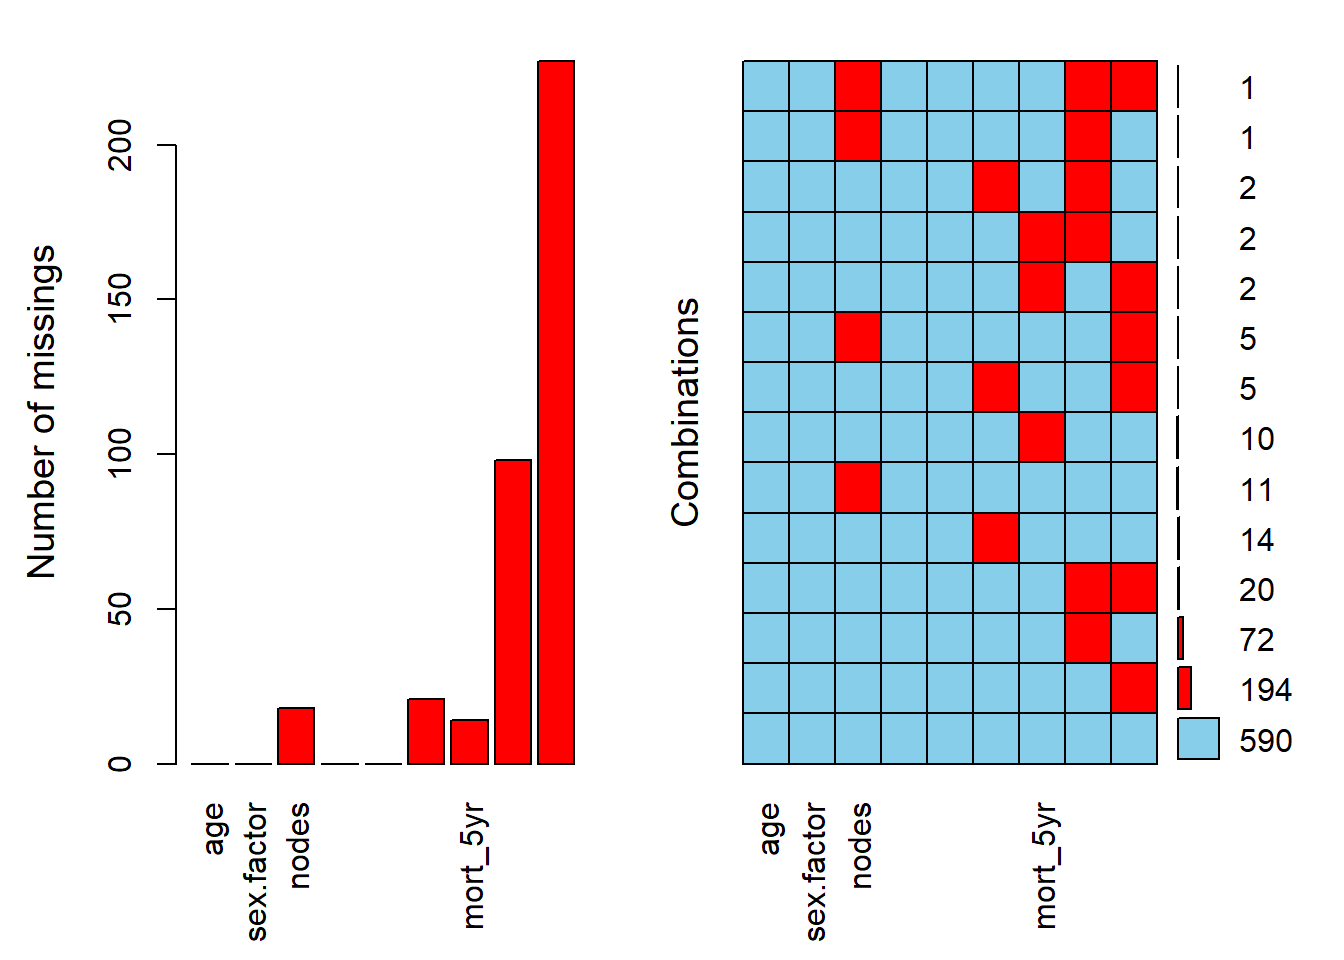 Number of missings
200
150
100
50
0
age
sex.factor
nodes
mort_5yr
Combinations
1
1
2
2
2
5
5
10
11
14
20
72
194
590
age
sex.factor
nodes
mort_5yr